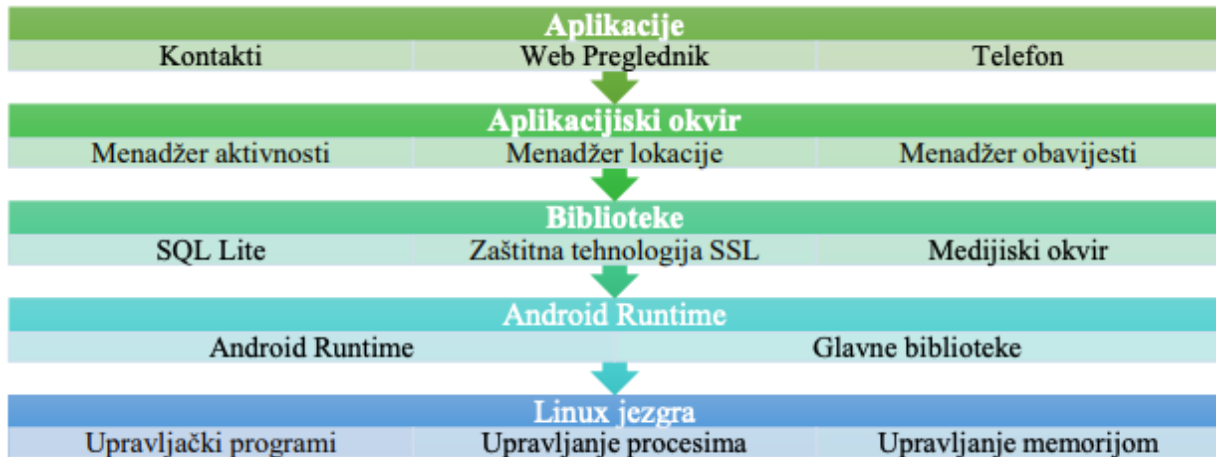 Aplikacije
Kontakti Web Preglednik Telefon
Aplikacijiski okvir
Menadžer aktivnosti Menadžer lokacije Menadžer obavijesti
Biblioteke
SQL Lite Zaštitna tehnologija SSL Medijiski okvir
Android Runtime
Android Runtime Glavne biblioteke
Linux jezgra
Upravljački programi Upravljanje procesima Upravljanje memorijom